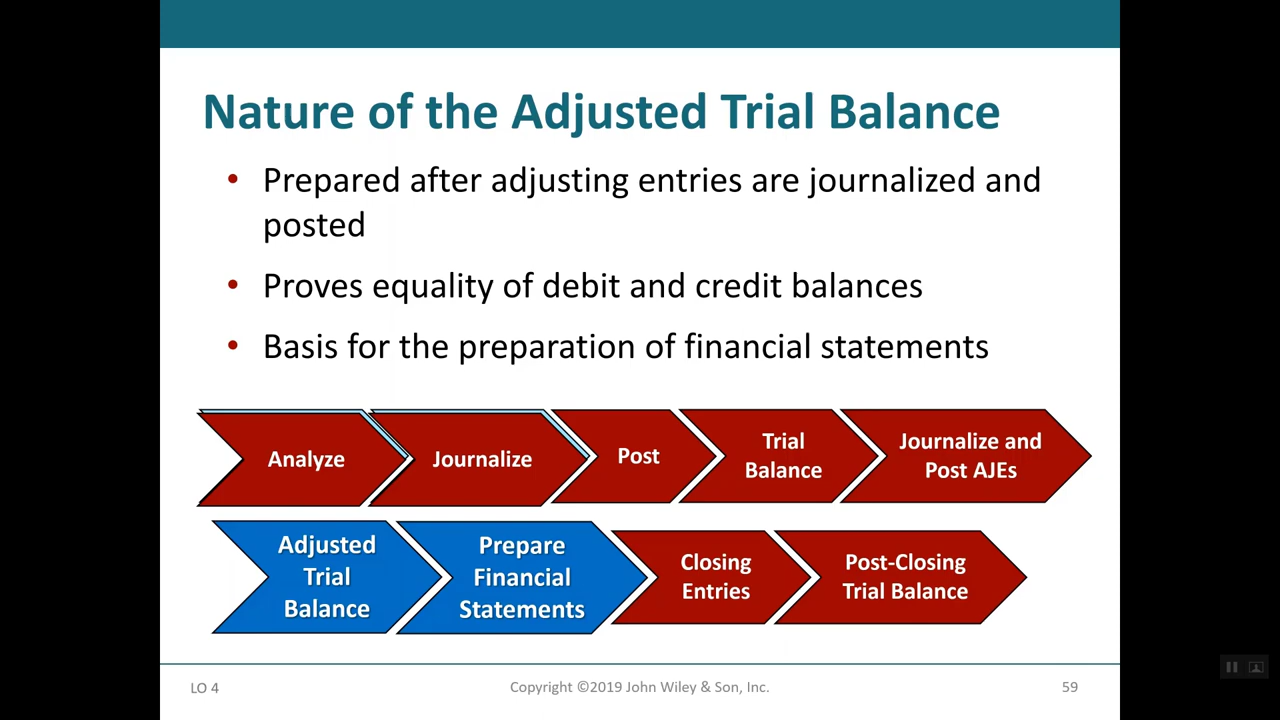 Nature of the Adjusted Trial Balance
• Prepared after adjusting entries are journalized and
posted
• Proves equality of debit and credit balances
• Basis for the preparation of financial statements
Analyze
Journalize
Post
Trial
Balance
Journalize and
Post AJEs
Adjusted
Trial
Balance
Prepare
Financial
Statements
Closing
Entries
Post-Closing
Trial Balance
LO 4
Copyright ©2019 John Wiley & Son, Inc.
59